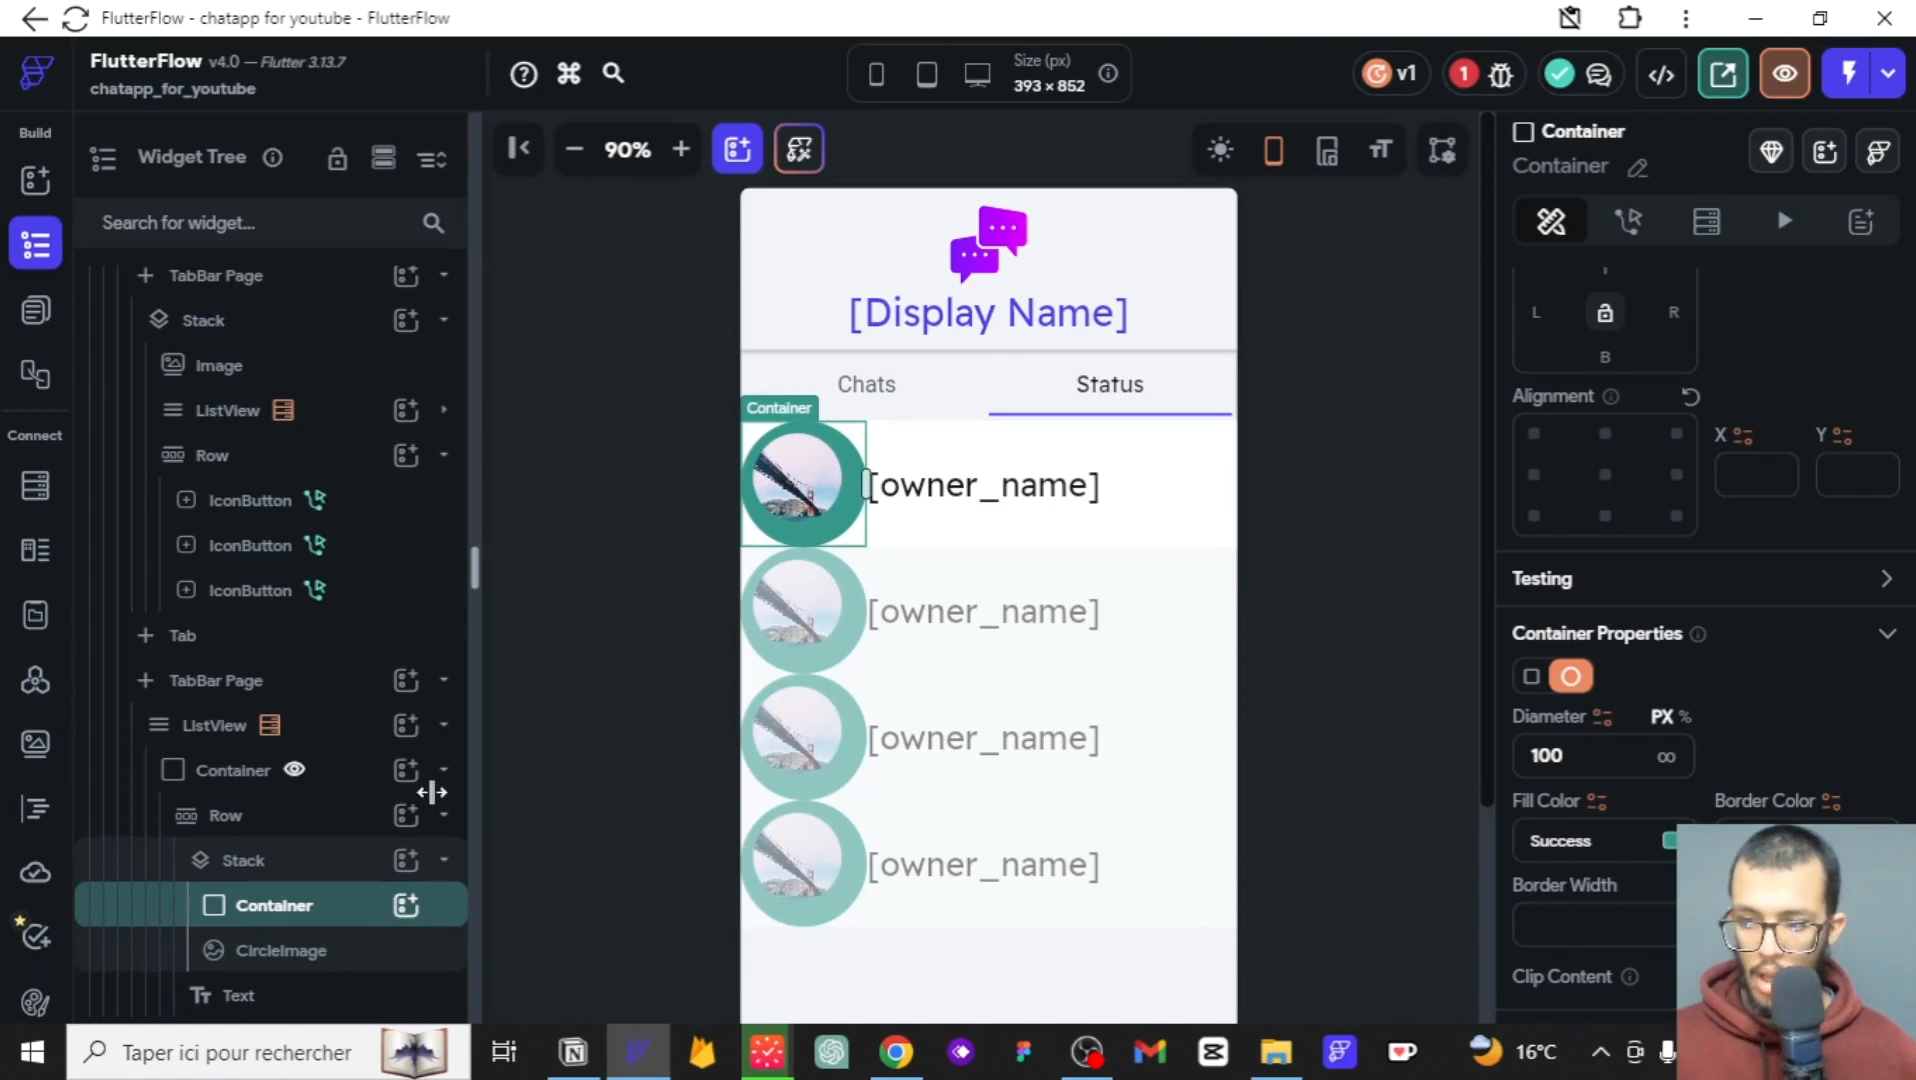 FlutterFlow - chatapp for youtube - FlutterFlow
FlutterFlow v4.0 — Flutter 3.13.7
chatapp_for_youtube
Size (px)
393 × 852
v1
1
Build
Widget Tree
90%
Container
Container
Search for widget...
TabBar Page
Stack
Image
ListView
Row
IconButton
IconButton
IconButton
Tab
TabBar Page
ListView
Container
Row
Stack
Container
CircleImage
Text
Connect
[Display Name]
Chats
Status
Container
[owner_name]
[owner_name]
[owner_name]
[owner_name]
L
R
B
Alignment
X
Y
Testing
Container Properties
Diameter
PX %
100
Fill Color
Border Color
Success
Border Width
Clip Content
Taper ici pour rechercher
16°C